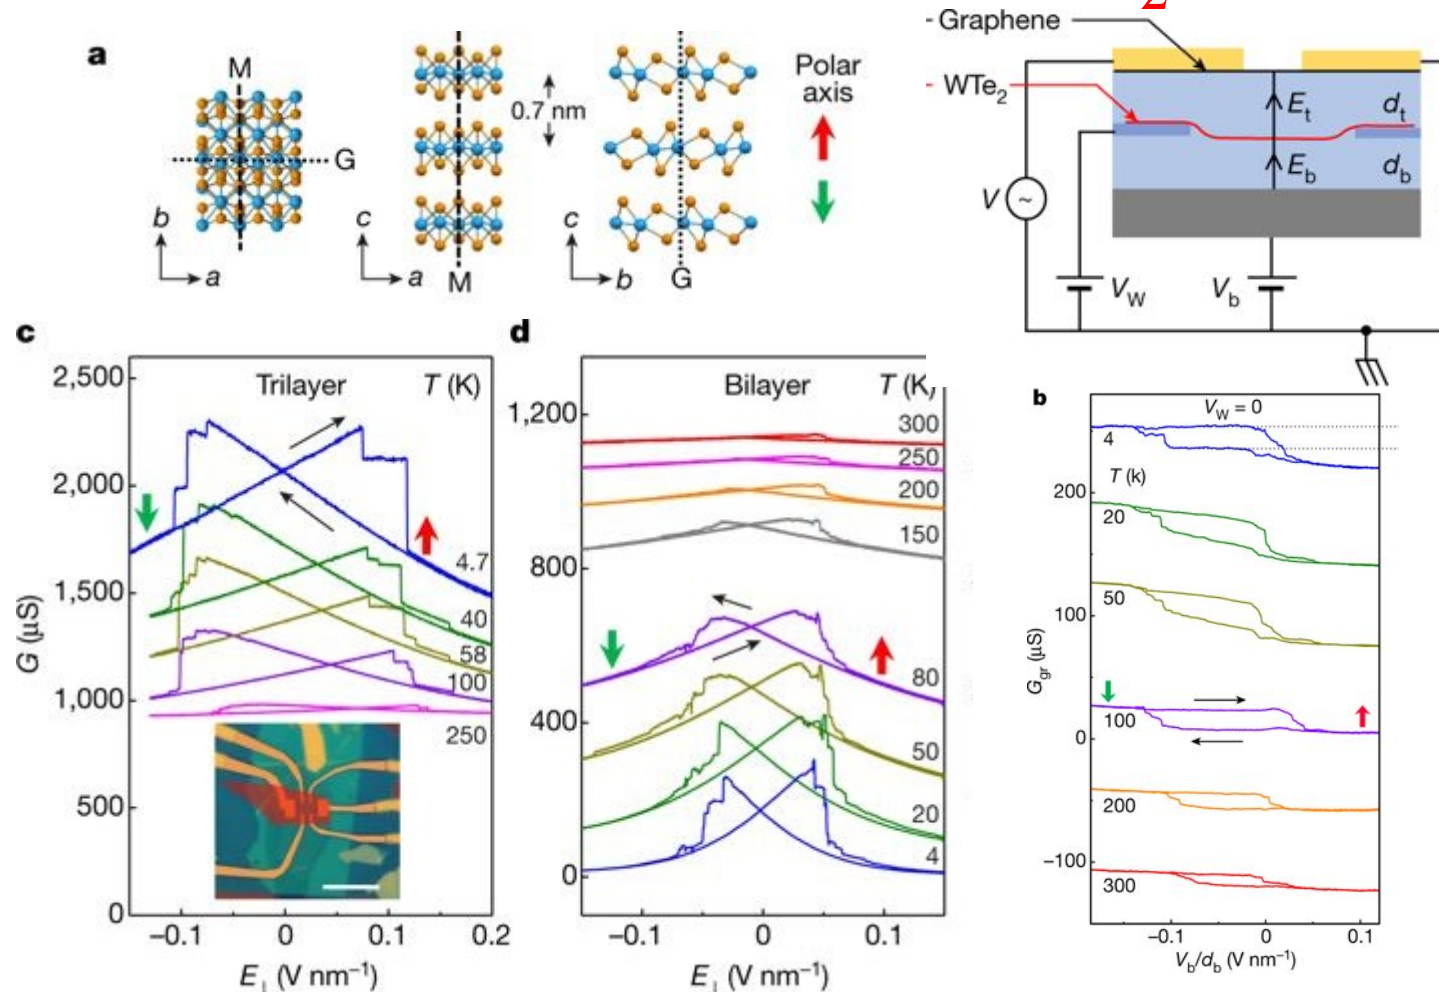 2
a
M
G
b
a
0.7 nm
c
a
M
c
b
G
Polar
axis
Graphene
WTe2
Et
dt
Eb
db
V
~
VW
Vb
c
Trilayer
T (K)
2,500
2,000
1,500
1,000
500
0
G (μS)
4.7
40
58
100
250
−0.1
0
0.1
0.2
E⊥ (V nm−1)
d
Bilayer
T (K)
1,200
800
400
0
300
250
200
150
80
50
20
4
−0.1
0
0.1
E⊥ (V nm−1)
b
VW = 0
4
T (k)
200
20
50
100
Ggr (μS)
100
0
200
−100
300
−0.1
0
0.1
Vb/db (V nm−1)